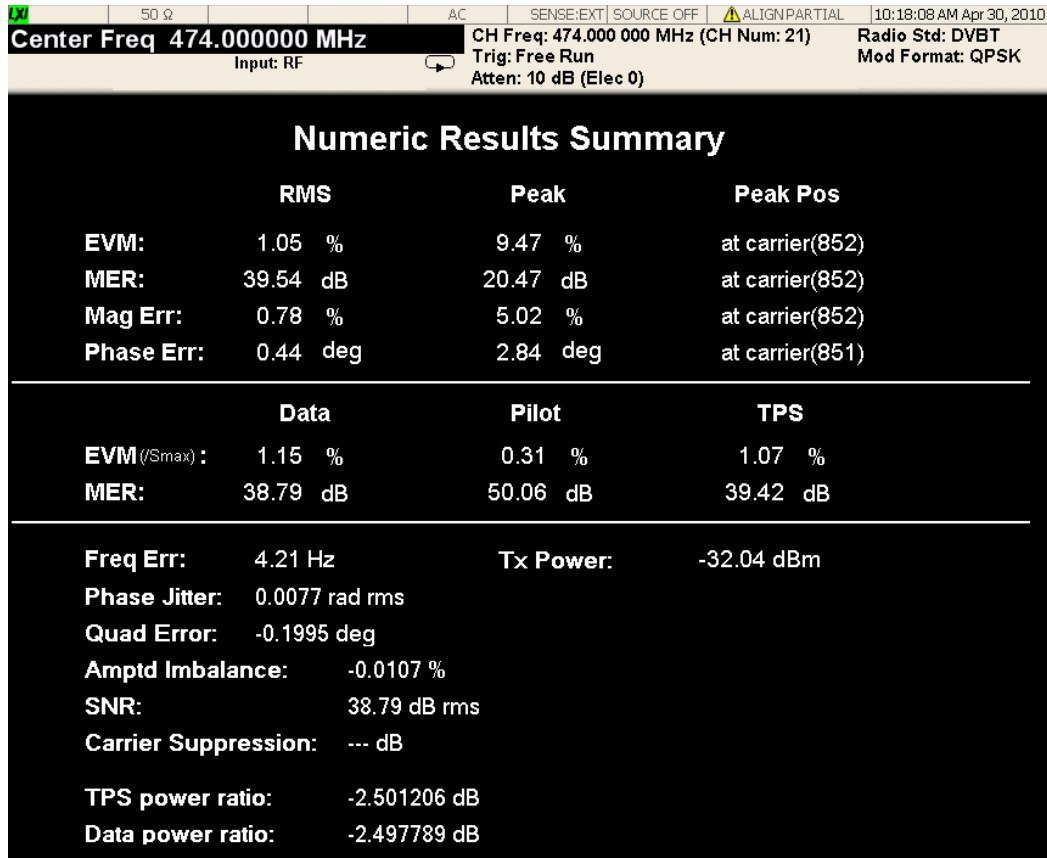 LXI 50 Ω AC SENSE:EXT SOURCE OFF ALIGN PARTIAL 10:18:08 AM Apr 30, 2010
Center Freq 474.000000 MHz CH Freq: 474.000 000 MHz (CH Num: 21) Radio Std: DVBT
Input: RF Trig: Free Run Mod Format: QPSK
Atten: 10 dB (Elec 0)
Numeric Results Summary
RMS Peak Peak Pos
EVM: 1.05 % 9.47 % at carrier(852)
MER: 39.54 dB 20.47 dB at carrier(852)
Mag Err: 0.78 % 5.02 % at carrier(852)
Phase Err: 0.44 deg 2.84 deg at carrier(851)
Data Pilot TPS
EVM(/Smax): 1.15 % 0.31 % 1.07 %
MER: 38.79 dB 50.06 dB 39.42 dB
Freq Err: 4.21 Hz Tx Power: -32.04 dBm
Phase Jitter: 0.0077 rad rms
Quad Error: -0.1995 deg
Amptd Imbalance: -0.0107 %
SNR: 38.79 dB rms
Carrier Suppression: --- dB
TPS power ratio: -2.501206 dB
Data power ratio: -2.497789 dB